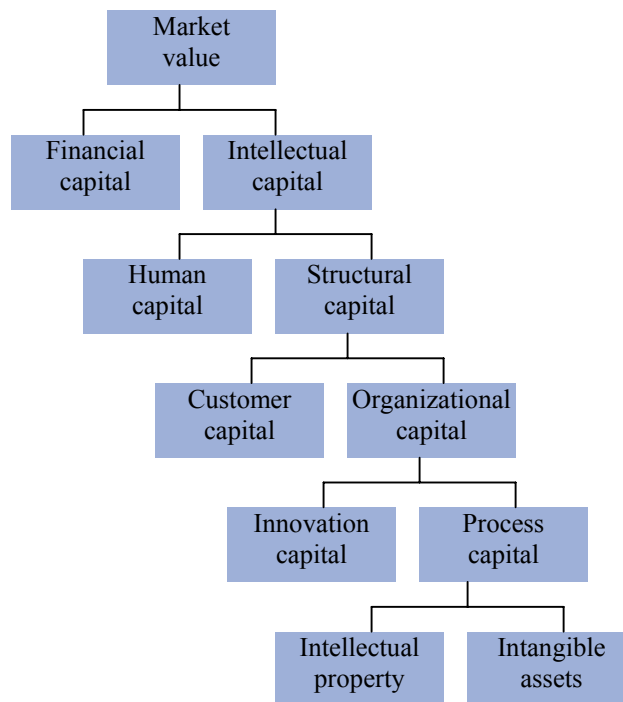 Market
value
Financial
capital
Intellectual
capital
Human
capital
Structural
capital
Customer
capital
Organizational
capital
Innovation
capital
Process
capital
Intellectual
property
Intangible
assets